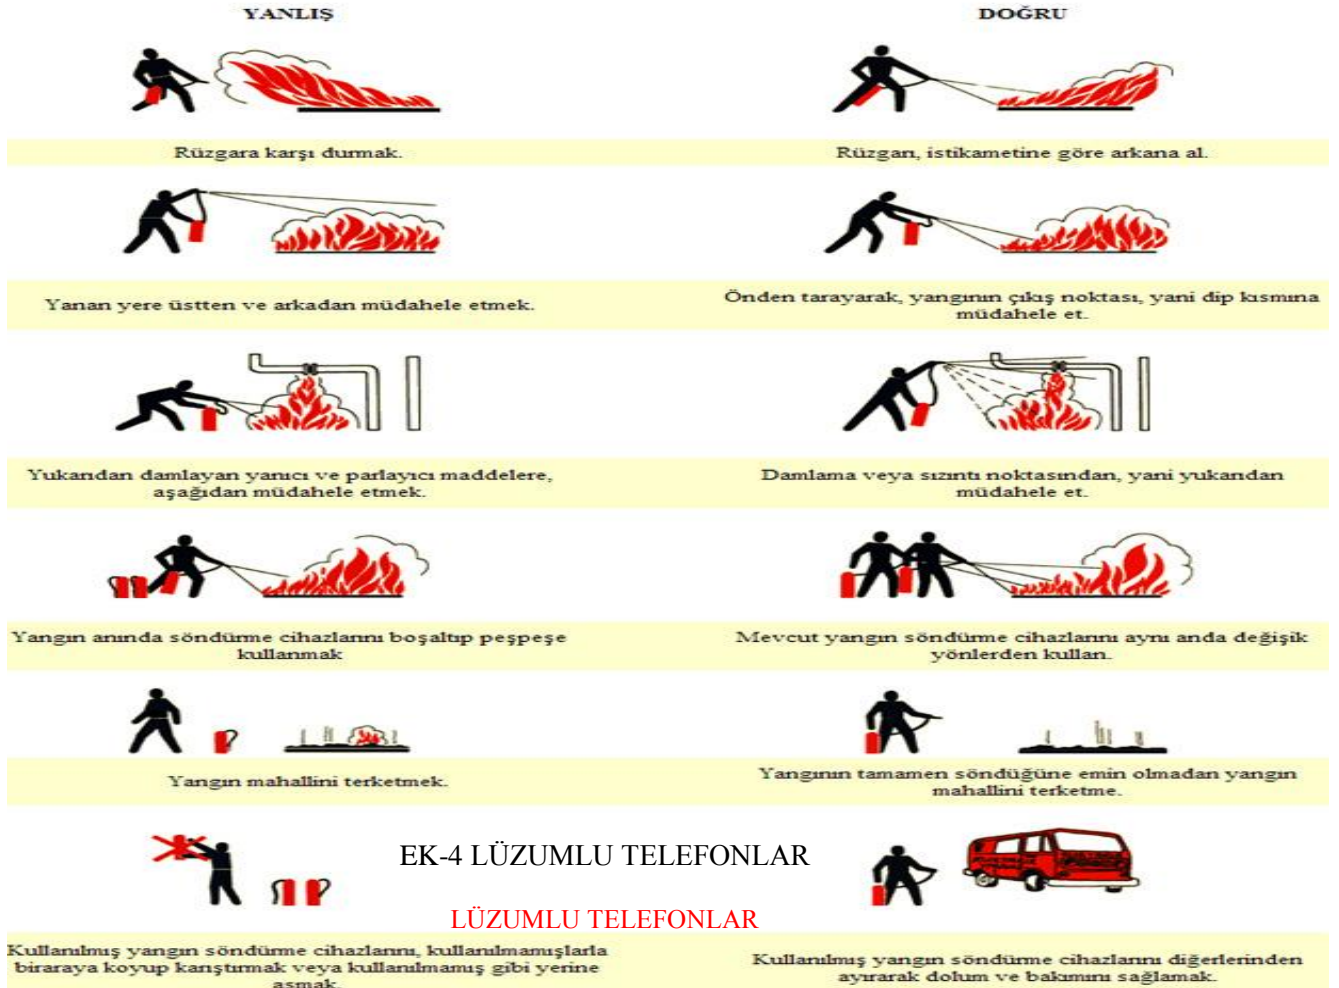 YANLIŞ
DOĞRU
Rüzgara karşı durmak.
Rüzgarı, istikametine göre arkana al.
Yanan yere üstten ve arkadan müdahele etmek.
Önden tarayarak, yangının çıkış noktası, yani dip kısmına
müdahele et.
Yukarıdan damlayan yanıcı ve parlayıcı maddelere,
aşağıdan müdahele etmek.
Damlama veya sızıntı noktasından, yani yukarıdan
müdahele et.
Yangın anında söndürme cihazlarını boşaltıp peşpeşe
kullanmak
Mevcut yangın söndürme cihazlarını aynı anda değişik
yönlerden kullan.
Yangın mahallini terketmek.
Yangının tamamen söndüğüne emin olmadan yangın
mahallini terketme.
EK-4 LÜZUMLU TELEFONLAR
LÜZUMLU TELEFONLAR
Kullanılmış yangın söndürme cihazlarını, kullanılmamışlarla
biraraya koyup karıştırmak veya kullanılmamış gibi yerine
asmak.
Kullanılmış yangın söndürme cihazlarını diğerlerinden
ayırarak dolum ve bakımını sağlamak.